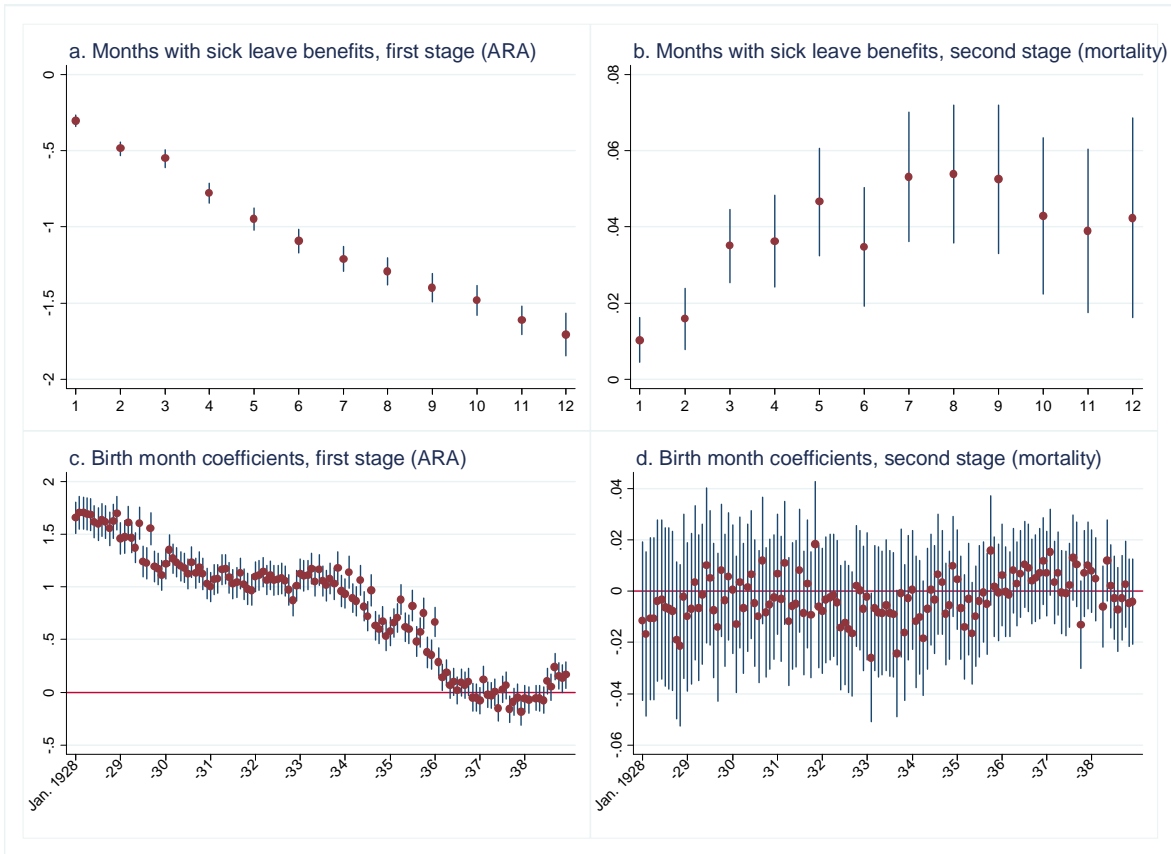 a. Months with sick leave benefits, first stage (ARA)
0
-.5
-1
-1.5
-2
1 2 3 4 5 6 7 8 9 10 11 12
b. Months with sick leave benefits, second stage (mortality)
.08
.06
.04
.02
0
1 2 3 4 5 6 7 8 9 10 11 12
c. Birth month coefficients, first stage (ARA)
2
1.5
1
.5
0
-.5
Jan. 1928 -29 -30 -31 -32 -33 -34 -35 -36 -37 -38
d. Birth month coefficients, second stage (mortality)
.04
.02
0
-.02
-.04
-.06
Jan. 1928 -29 -30 -31 -32 -33 -34 -35 -36 -37 -38